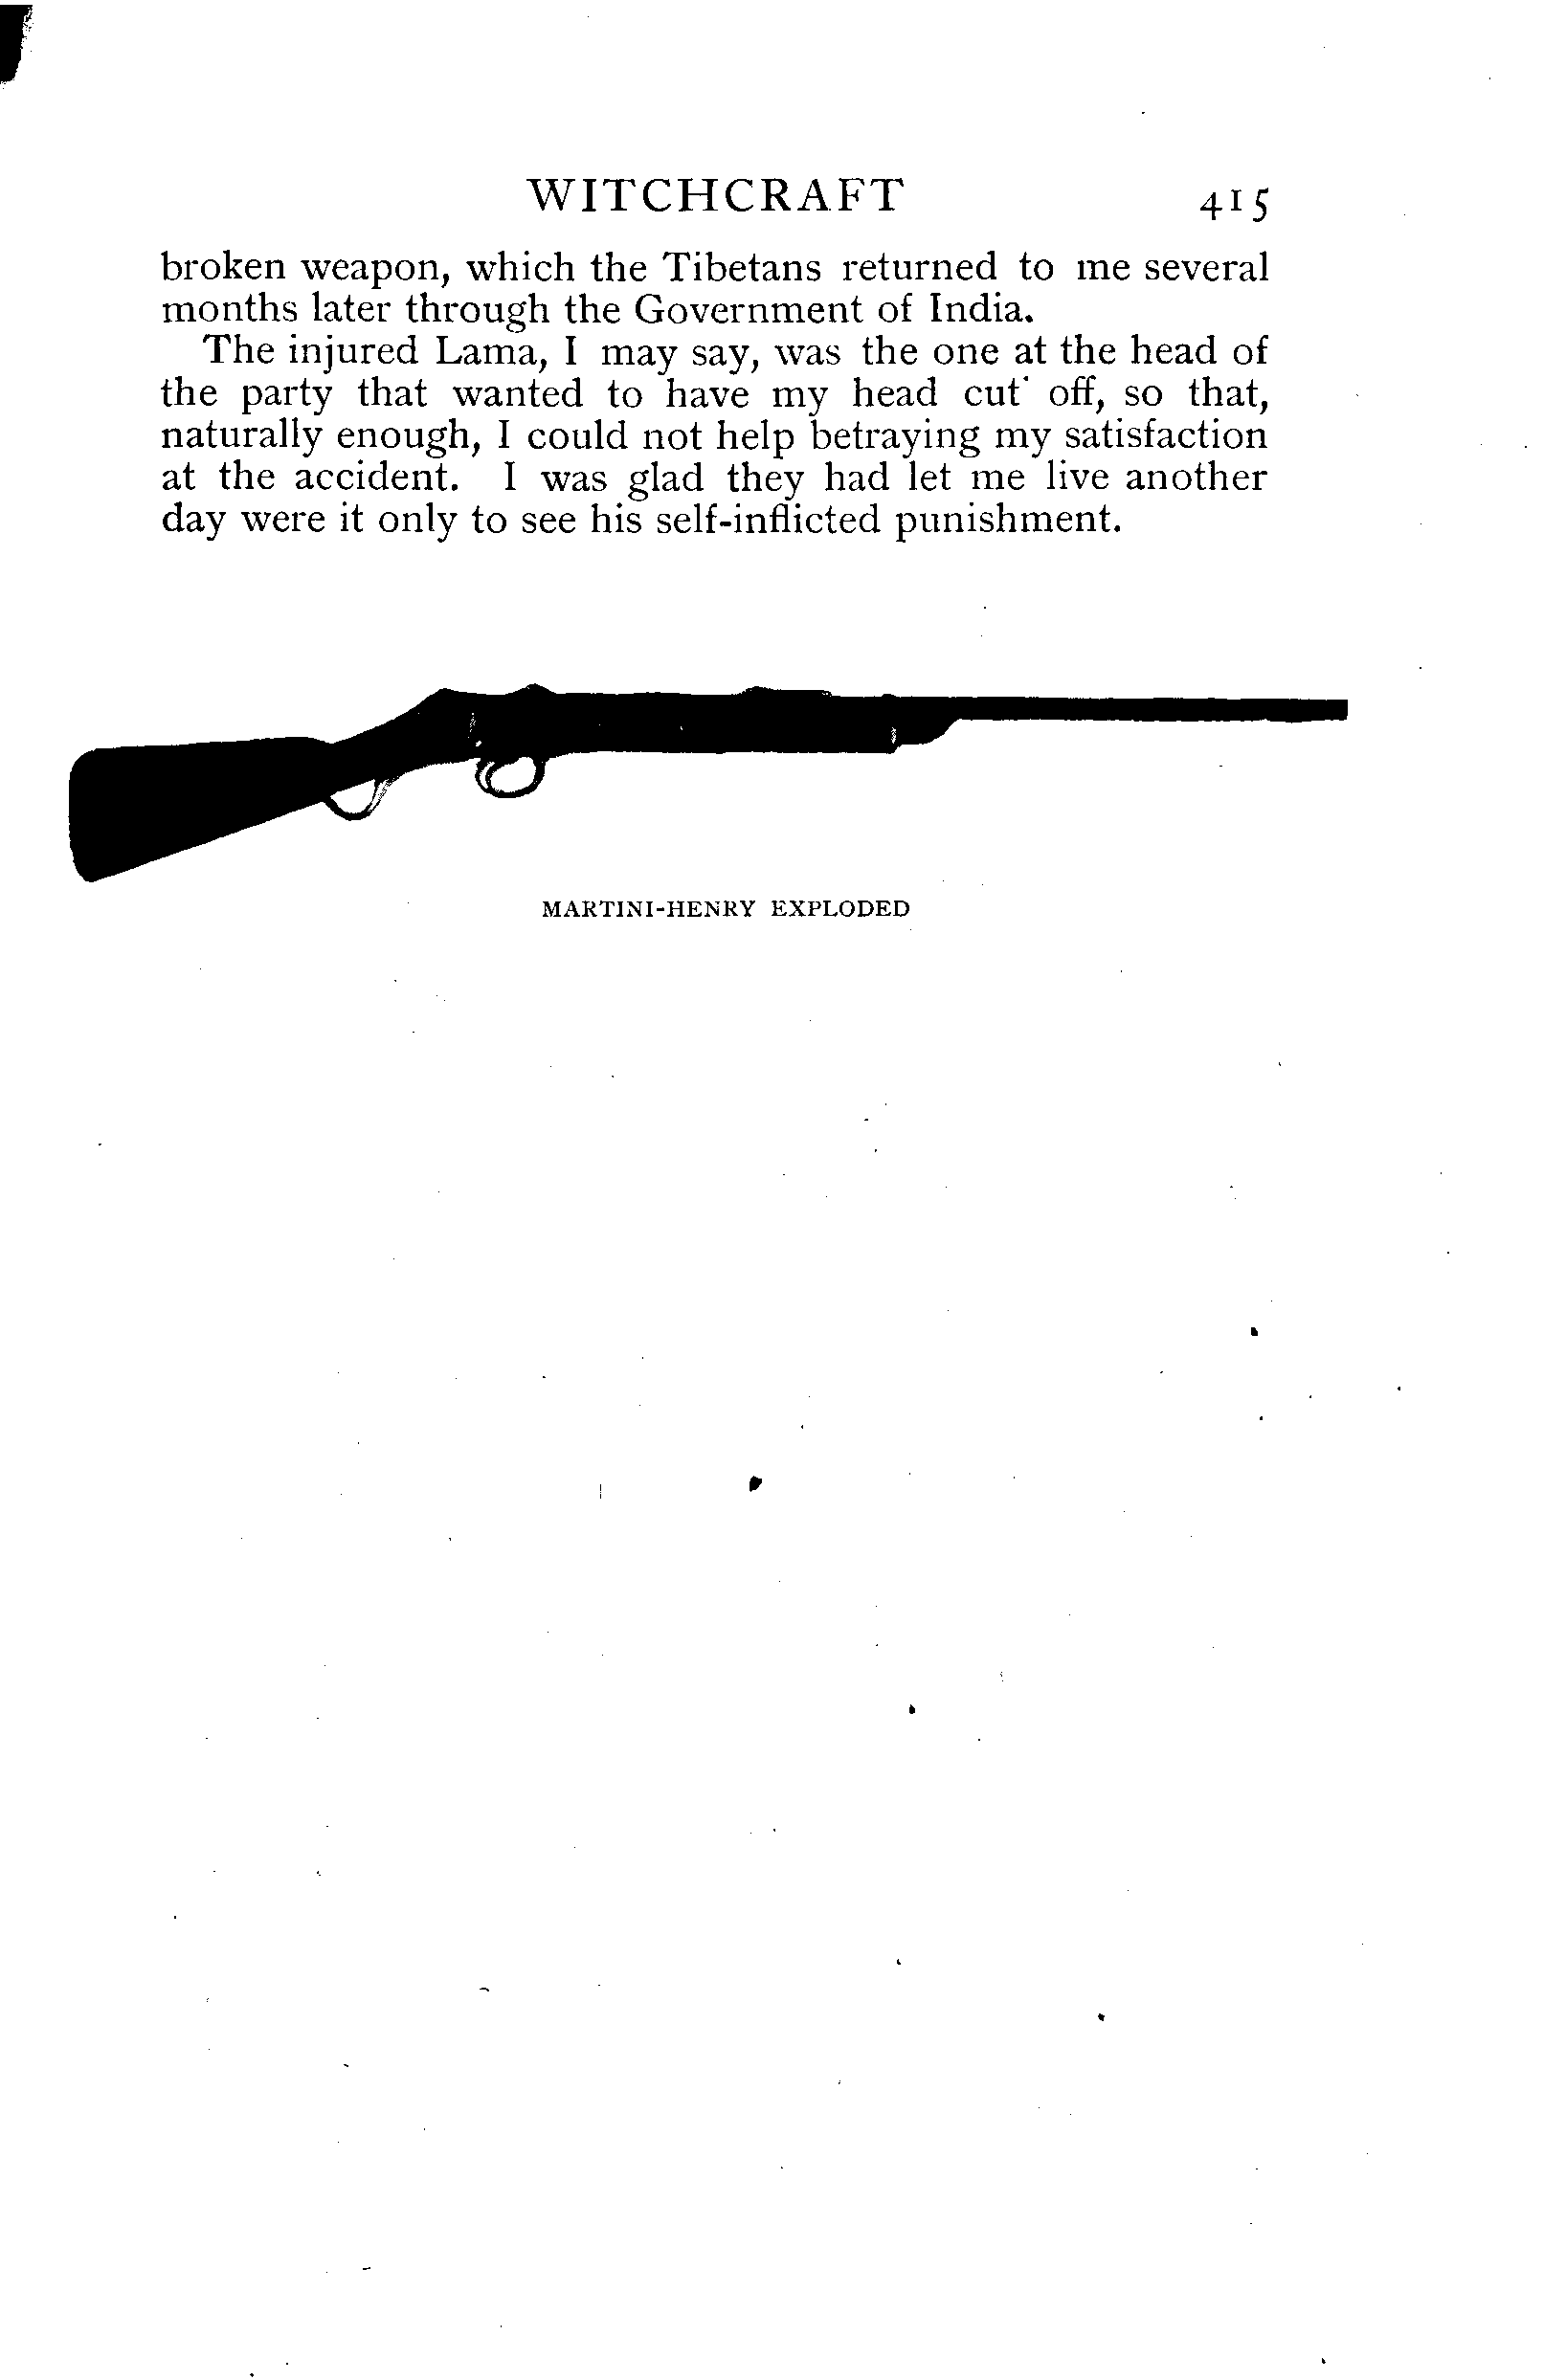 WITCHCRAFT 415
broken weapon, which the Tibetans returned to me several
months later through the Government of India.
The injured Lama, I may say, was the one at the head of
the party that wanted to have my head cut off, so that,
naturally enough, I could not help betraying my satisfaction
at the accident. I was glad they had let me live another
day were it only to see his self-inflicted punishment.
MARTINI-HENRY EXPLODED